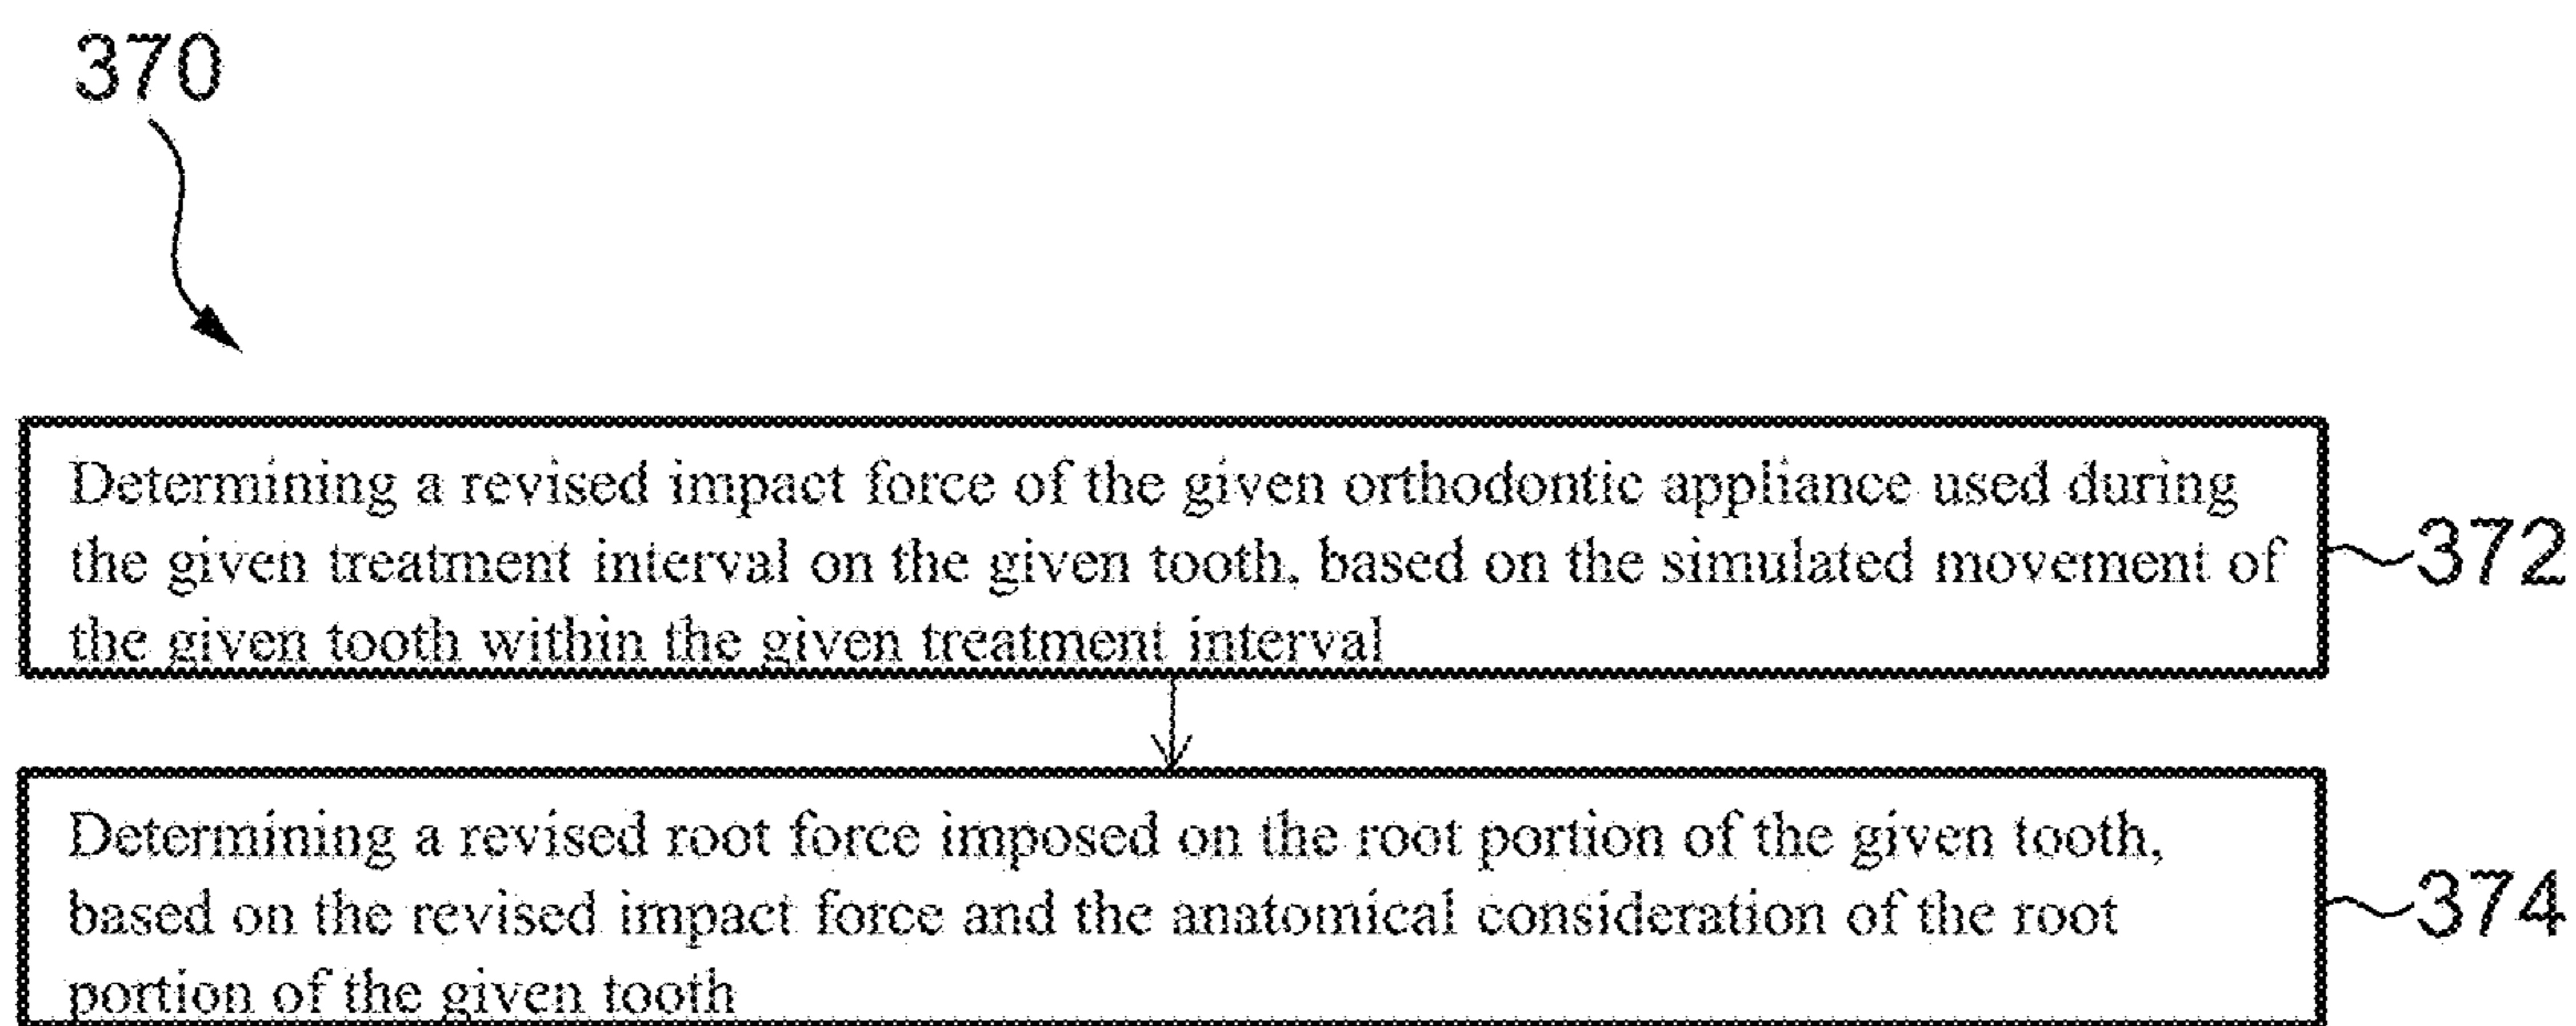 370
Determining a revised impact force of the given orthodontic appliance used during
the given treatment interval on the given tooth, based on the simulated movement of
the given tooth within the given treatment interval
372
Determining a revised root force imposed on the root portion of the given tooth,
based on the revised impact force and the anatomical consideration of the root
portion of the given tooth
374